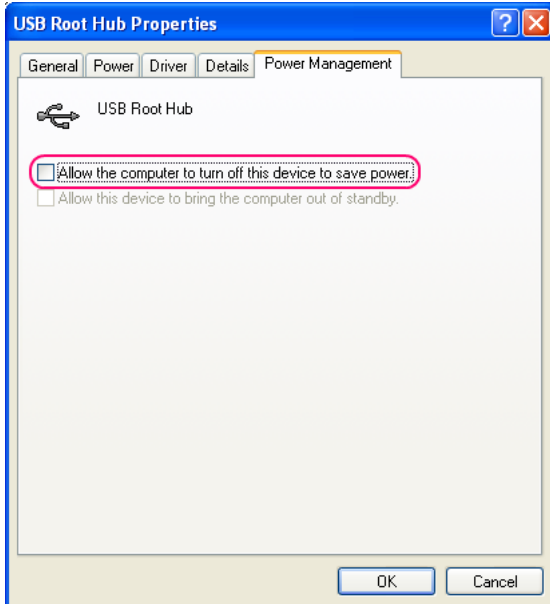 USB Root Hub Properties
General Power Driver Details Power Management
USB Root Hub
Allow the computer to turn off this device to save power.
Allow this device to bring the computer out of standby.
OK Cancel